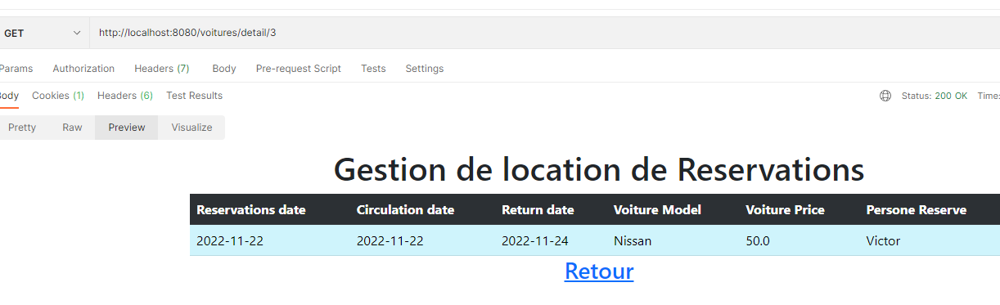 GET http://localhost:8080/voitures/detail/3
Params Authorization Headers (7) Body Pre-request Script Tests Settings
Body Cookies (1) Headers (6) Test Results Status: 200 OK Time:
Pretty Raw Preview Visualize
Gestion de location de Reservations
Reservations date Circulation date Return date Voiture Model Voiture Price Persone Reserve
2022-11-22 2022-11-22 2022-11-24 Nissan 50.0 Victor
Retour